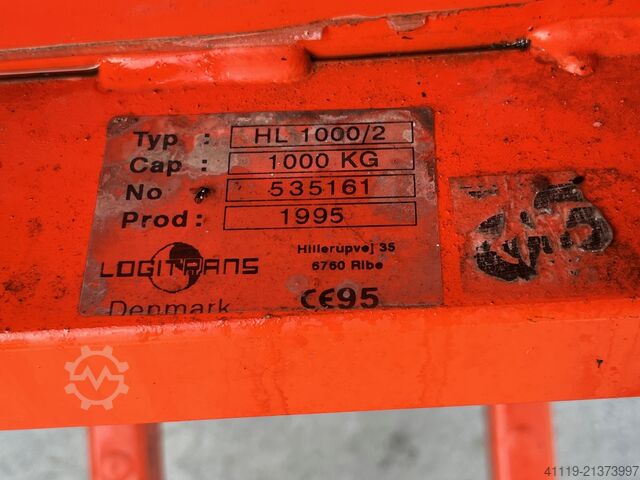 Typ : HL 1000/2
Cap : 1000 KG
No 535161
Prod : 1995
LOGITRANS
Hillerupvej 35
6760 Ribe
Denmark
CE95
41119-21373997